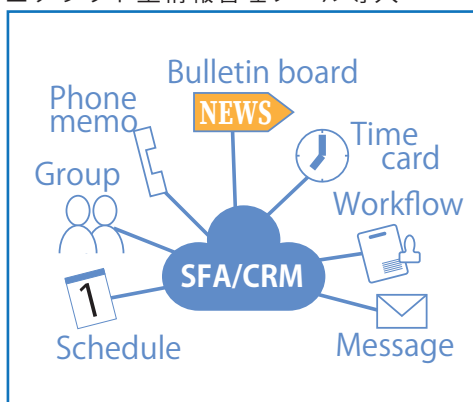 Bulletin board
NEWS
Phone
memo
Time
card
Group
Workflow
SFA/CRM
1
Schedule
Message